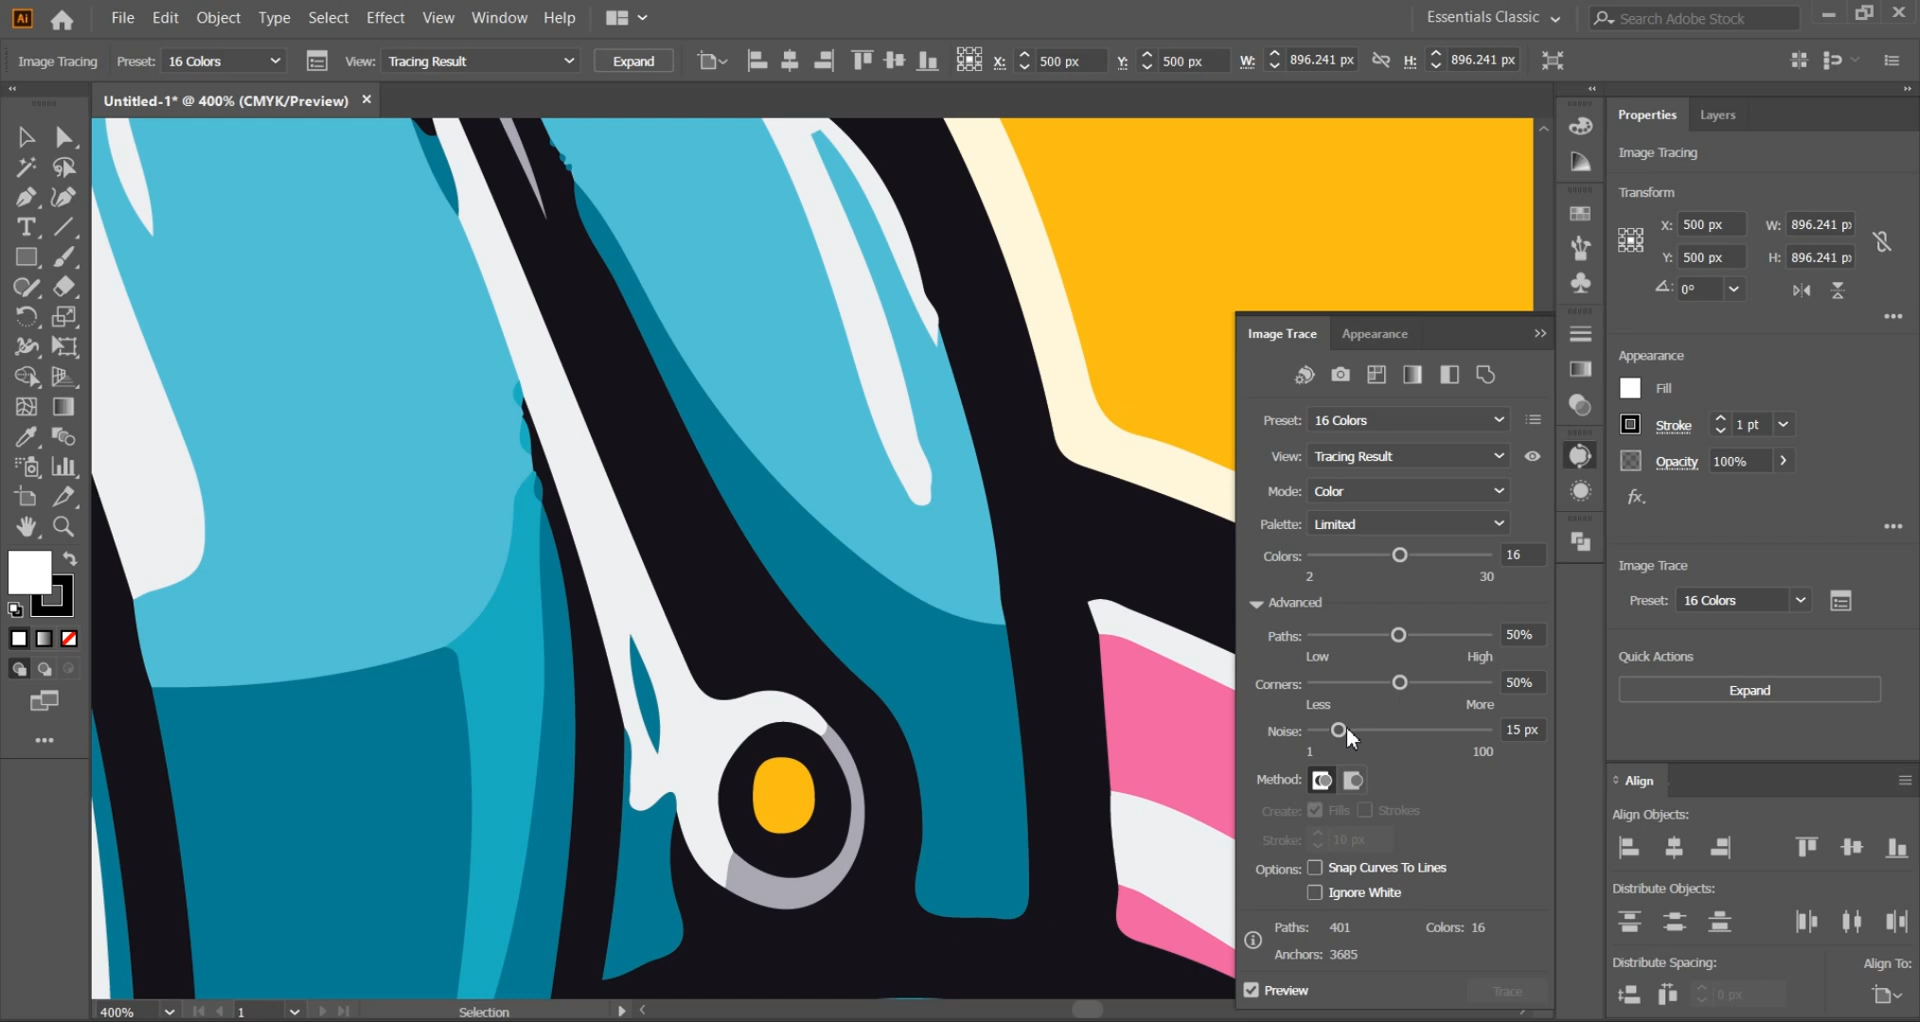 Ai File Edit Object Type Select Effect View Window Help Essentials Classic Search Adobe Stock
Image Tracing Preset: 16 Colors View: Tracing Result Expand X: 500 px Y: 500 px W: 896.241 px H: 896.241 px
Untitled-1* @ 400% (CMYK/Preview)
Properties Layers
Image Tracing
Transform
X: 500 px W: 896.241 px
Y: 500 px H: 896.241 px
0°
Appearance
Fill
Stroke 1 pt
Opacity 100%
fx.
Image Trace
Preset: 16 Colors
Quick Actions
Expand
Align
Align Objects:
Distribute Objects:
Distribute Spacing: Align To:
0 px
Image Trace Appearance
Preset: 16 Colors
View: Tracing Result
Mode: Color
Palette: Limited
Colors: 16
2 30
Advanced
Paths: 50%
Low High
Corners: 50%
Less More
Noise: 15 px
1 100
Method:
Create: Fills Strokes
Stroke: 10 px
Options: Snap Curves To Lines
Ignore White
Paths: 401 Colors: 16
Anchors: 3685
Preview Trace
400% 1 Selection